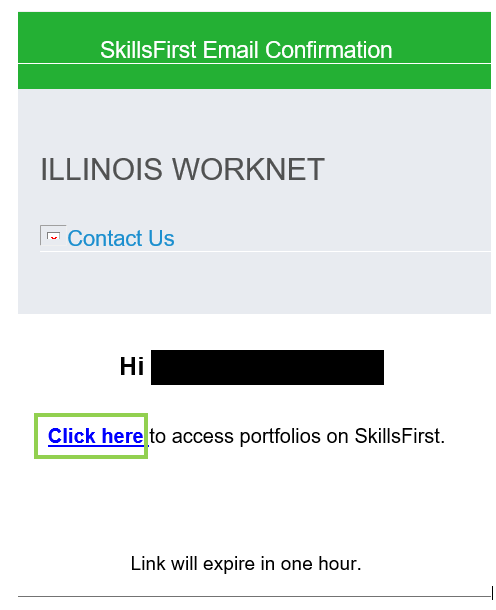 SkillsFirst Email Confirmation
ILLINOIS WORKNET
Contact Us
Hi
Click here to access portfolios on SkillsFirst.
Link will expire in one hour.